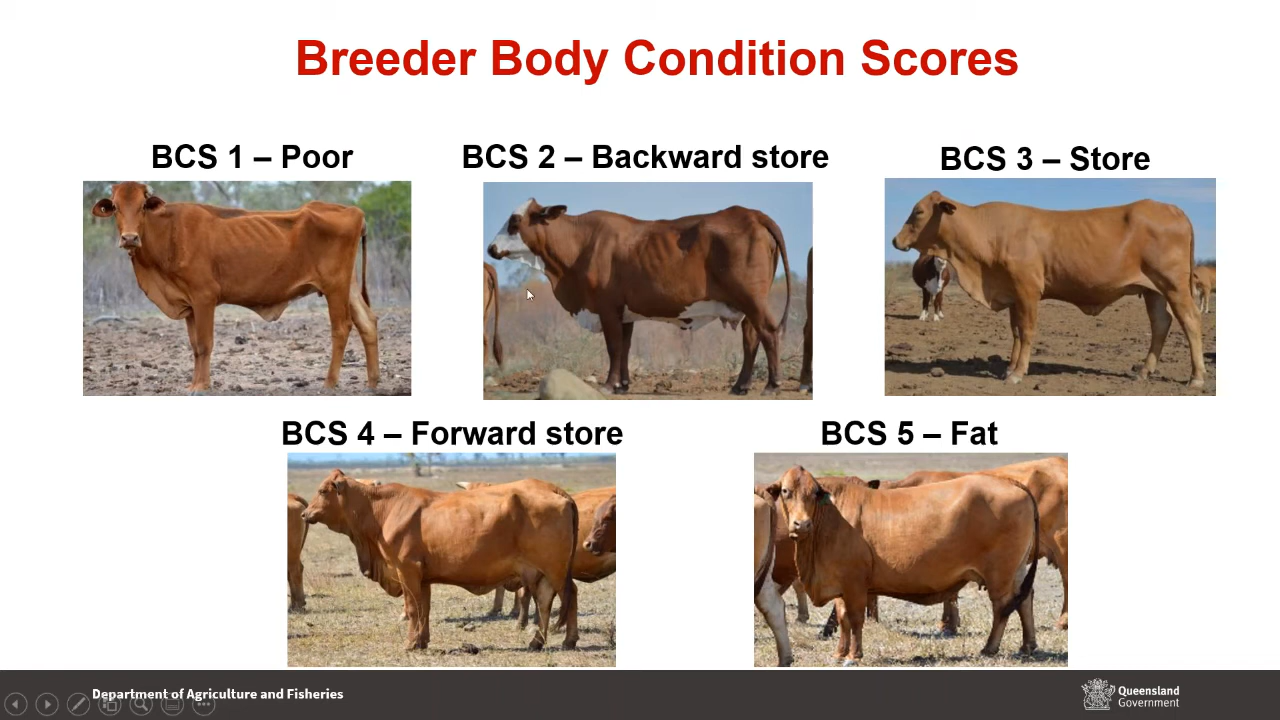 Breeder Body Condition Scores
BCS 1 – Poor
BCS 2 – Backward store
BCS 3 – Store
BCS 4 – Forward store
BCS 5 – Fat
Department of Agriculture and Fisheries
Queensland
Government